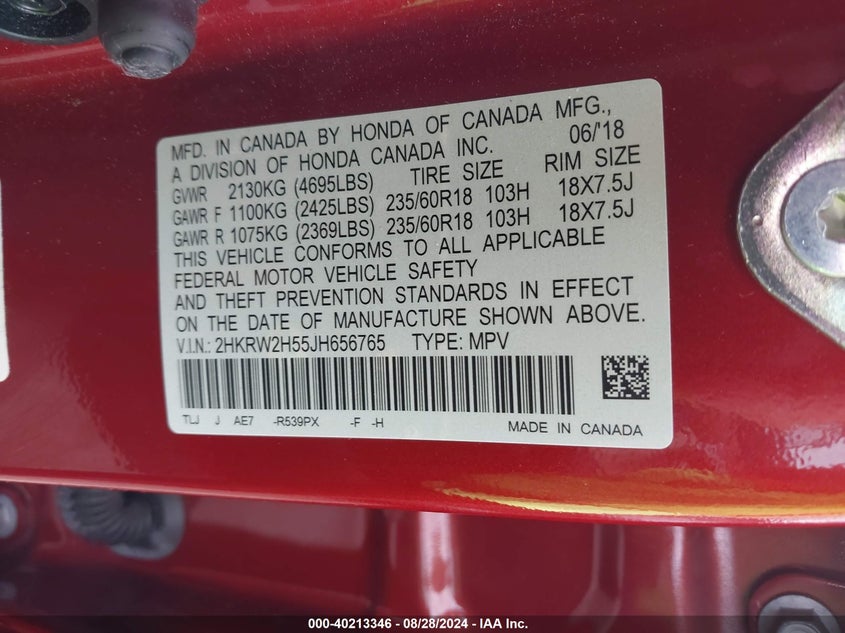 MFD. IN CANADA BY HONDA OF CANADA MFG.,
A DIVISION OF HONDA CANADA INC. 06/'18
GVWR 2130KG (4695LBS) TIRE SIZE RIM SIZE
GAWR F 1100KG (2425LBS) 235/60R18 103H 18X7.5J
GAWR R 1075KG (2369LBS) 235/60R18 103H 18X7.5J
THIS VEHICLE CONFORMS TO ALL APPLICABLE
FEDERAL MOTOR VEHICLE SAFETY
AND THEFT PREVENTION STANDARDS IN EFFECT
ON THE DATE OF MANUFACTURE SHOWN ABOVE.
V.I.N.: 2HKRW2H55JH656765 TYPE: MPV
TLJ J AE7 -R539PX -F -H MADE IN CANADA
000-40213346 - 08/28/2024 - IAA Inc.